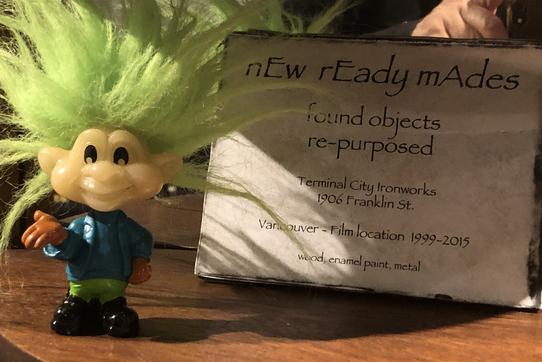 nEw rEady mAdes
found objects
re-purposed
Terminal City Ironworks
1906 Franklin St.
Vancouver - Film location 1999-2015
wood, enamel paint, metal